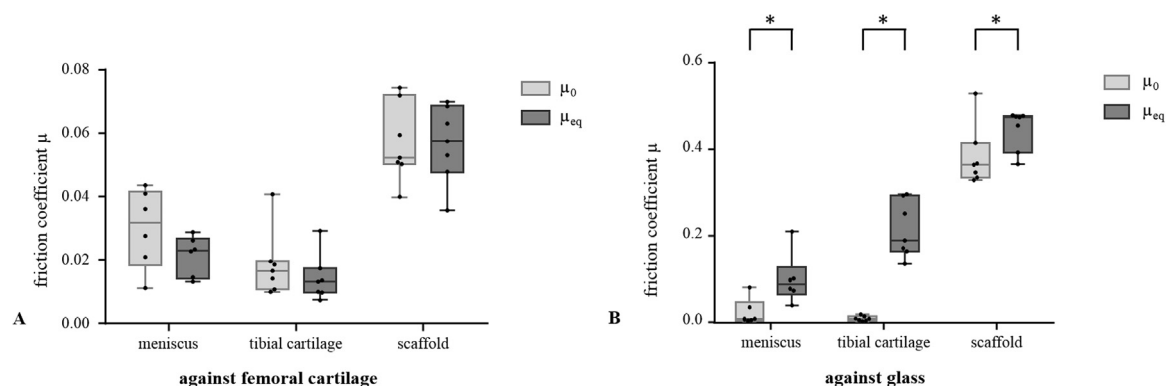 0.08
0.06
0.04
0.02
0.00
friction coefficient μ
μ0
μeq
meniscus tibial cartilage scaffold
against femoral cartilage
A
* * *
0.6
0.4
0.2
0.0
friction coefficient μ
μ0
μeq
meniscus tibial cartilage scaffold
against glass
B